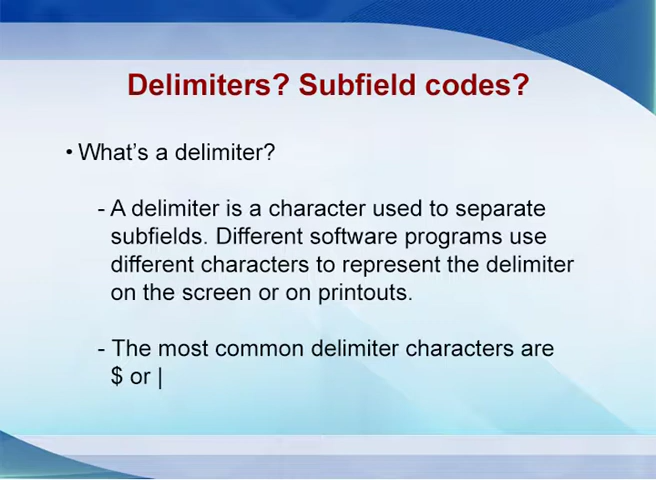 Delimiters? Subfield codes?
• What's a delimiter?
- A delimiter is a character used to separate
subfields. Different software programs use
different characters to represent the delimiter
on the screen or on printouts.
- The most common delimiter characters are
$ or |